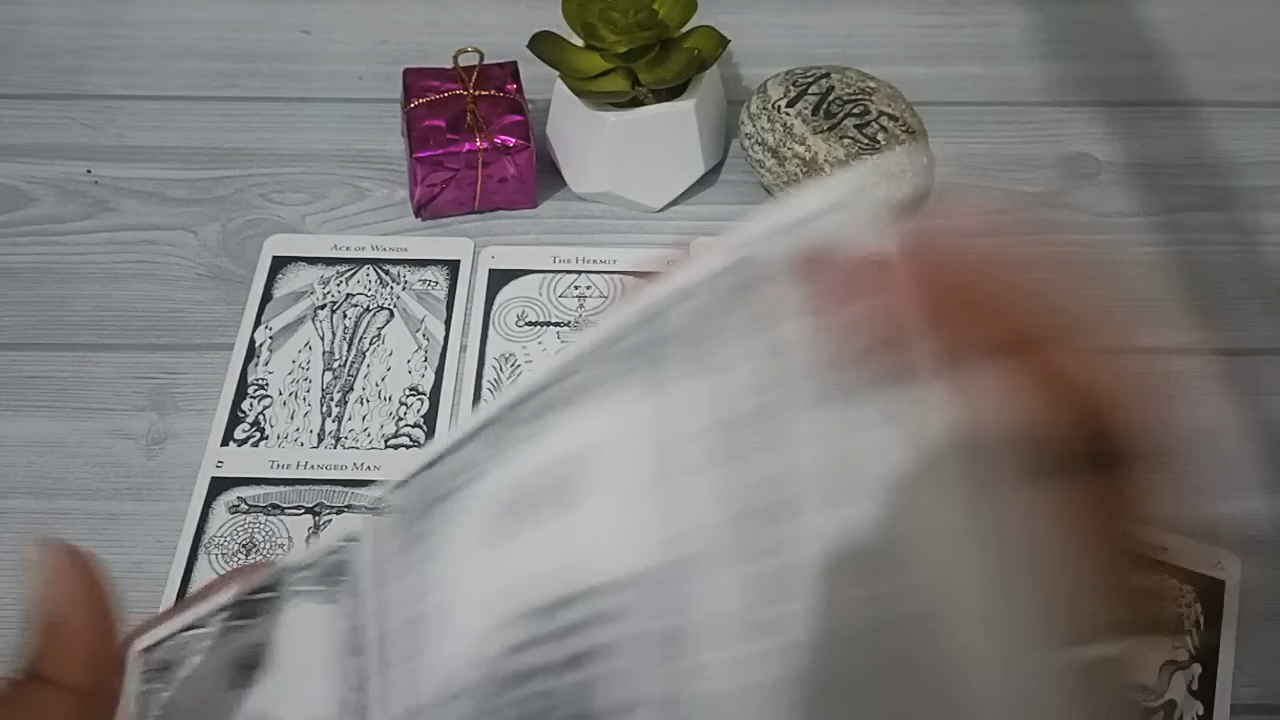 HOPE
ACE OF WANDS
THE HERMIT
THE HANGED MAN